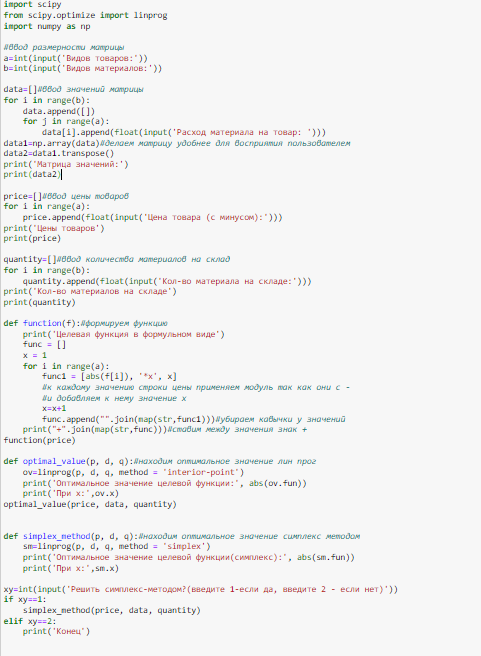 import scipy
from scipy.optimize import linprog
import numpy as np
#ввод размерности матрицы
a=int(input('Видов товаров:'))
b=int(input('Видов материалов:'))
data=[]#ввод значений матрицы
for i in range(b):
    data.append([])
    for j in range(a):
        data[i].append(float(input('Расход материала на товар: ')))
data1=np.array(data)#делаем матрицу удобнее для восприятия пользователем
data2=data1.transpose()
print('Матрица значений:')
print(data2)
price=[]#ввод цены товаров
for i in range(a):
    price.append(float(input('Цена товара (с минусом):')))
print('Цены товаров')
print(price)
quantity=[]#ввод количества материалов на склад
for i in range(b):
    quantity.append(float(input('Кол-во материала на складе:')))
print('Кол-во материалов на складе')
print(quantity)
def function(f):#формируем функцию
    print('Целевая функция в формульном виде')
    func = []
    x = 1
    for i in range(a):
        func1 = [abs(f[i]), '*x', x]
        #к каждому значению строки цены применяем модуль так как они с -
        #и добавляем к нему значение x
        x=x+1
        func.append("".join(map(str,func1)))#убираем кавычки у значений
    print("+".join(map(str,func)))#ставим между значения знак +
function(price)
def optimal_value(p, d, q):#находим оптимальное значение лин прог
    ov=linprog(p, d, q, method = 'interior-point')
    print('Оптимальное значение целевой функции:', abs(ov.fun))
    print('При x:',ov.x)
optimal_value(price, data, quantity)
def simplex_method(p, d, q):#находим оптимальное значение симплекс методом
    sm=linprog(p, d, q, method = 'simplex')
    print('Оптимальное значение целевой функции(симплекс):', abs(sm.fun))
    print('При x:',sm.x)
xy=int(input('Решить симплекс-методом?(введите 1-если да, введите 2 - если нет)'))
if xy==1:
    simplex_method(price, data, quantity)
elif xy==2:
    print('Конец')